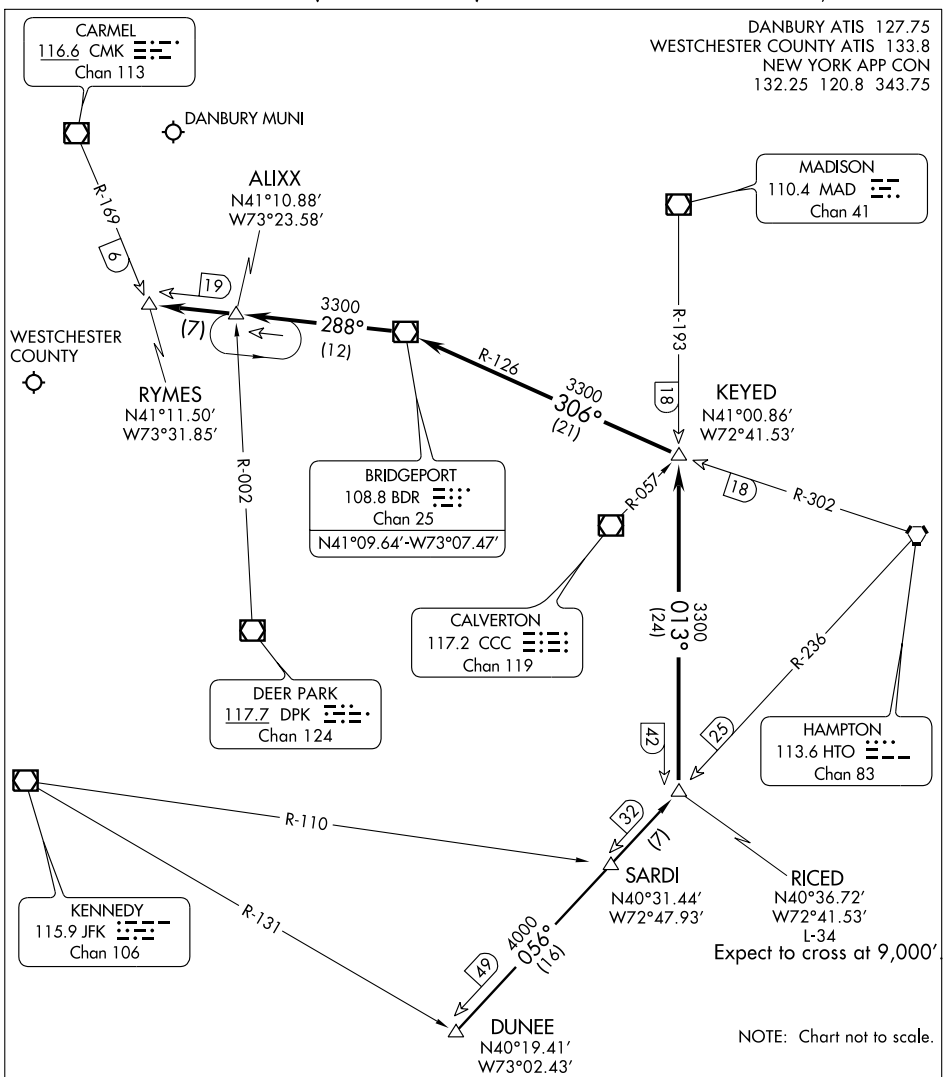 DANBURY ATIS 127.75
WESTCHESTER COUNTY ATIS 133.8
NEW YORK APP CON
132.25 120.8 343.75
CARMEL
116.6 CMK
Chan 113
DANBURY MUNI
ALIXX
N41°10.88′
W73°23.58′
MADISON
110.4 MAD
Chan 41
R-169
6
19
(7)
3300
288°
(12)
WESTCHESTER
COUNTY
RYMES
N41°11.50′
W73°31.85′
R-126
3300
306°
(21)
R-193
18
KEYED
N41°00.86′
W72°41.53′
BRIDGEPORT
108.8 BDR
Chan 25
N41°09.64′-W73°07.47′
R-002
R-057
18
R-302
CALVERTON
117.2 CCC
Chan 119
3300
013°
(24)
R-236
DEER PARK
117.7 DPK
Chan 124
HAMPTON
113.6 HTO
Chan 83
42
25
R-110
32
(7)
SARDI
N40°31.44′
W72°47.93′
RICED
N40°36.72′
W72°41.53′
L-34
Expect to cross at 9,000′.
KENNEDY
115.9 JFK
Chan 106
R-131
4000
056°
(16)
49
DUNEE
N40°19.41′
W73°02.43′
NOTE: Chart not to scale.